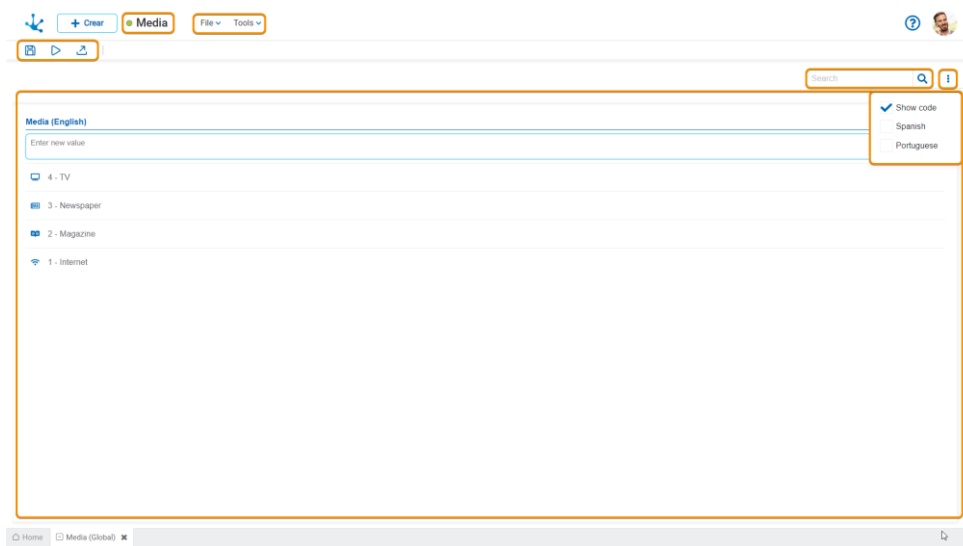 Crear
Media
File
Tools
Search
Show code
Spanish
Portuguese
Media (English)
Enter new value
4 - TV
3 - Newspaper
2 - Magazine
1 - Internet
Home
Media (Global)